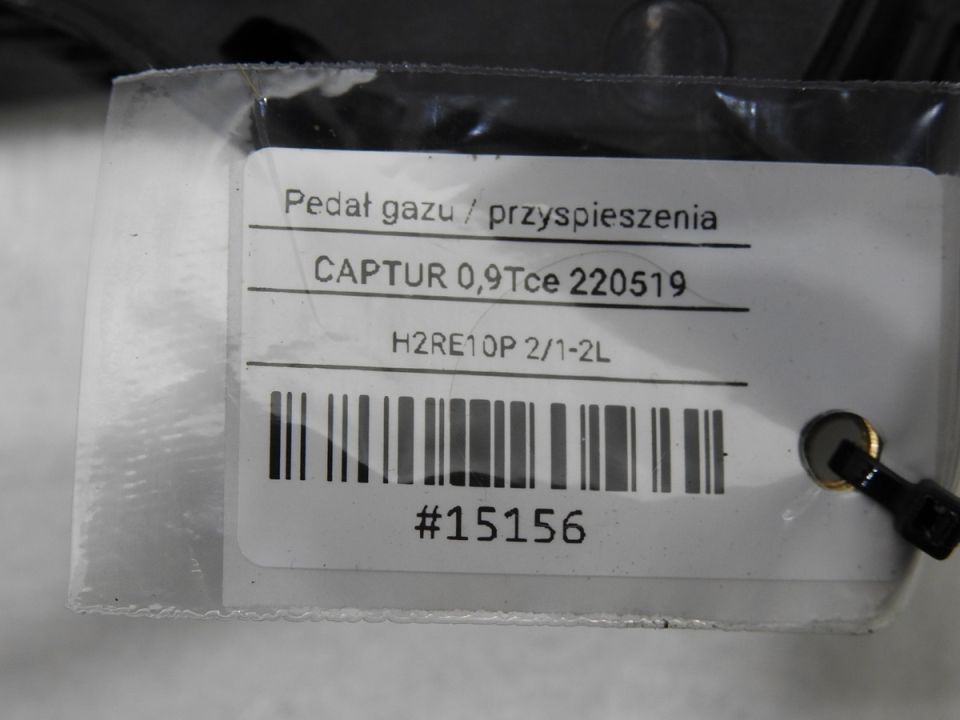 Pedał gazu / przyspieszenia
CAPTUR 0,9Tce 220519
H2RE10P 2/1-2L
#15156